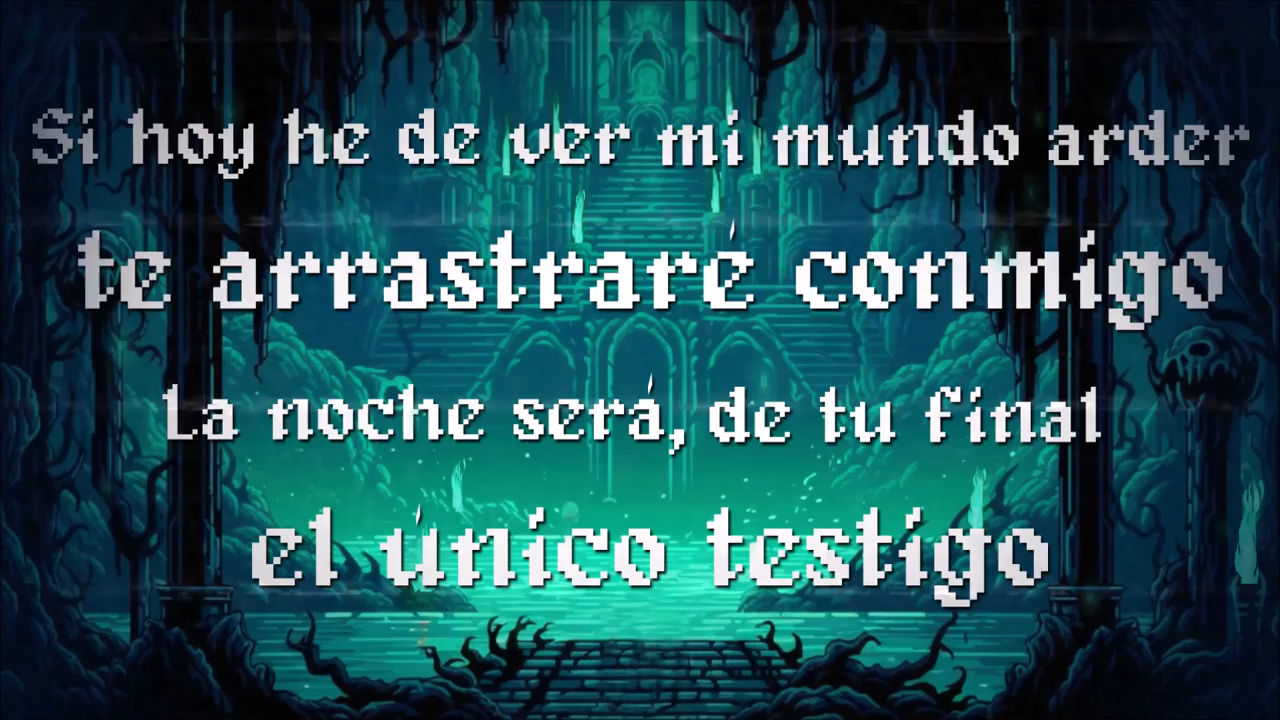 Si hoy he de ver mi mundo arder
te arrastraré conmigo
La noche será, de tu final
el único testigo